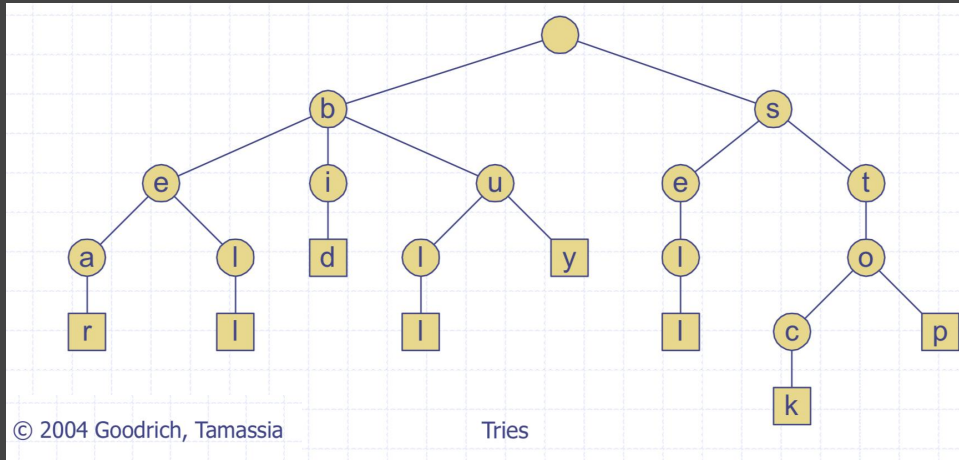 b s
e i u e t
a l d l y l o
r l l l c p
k
© 2004 Goodrich, Tamassia Tries